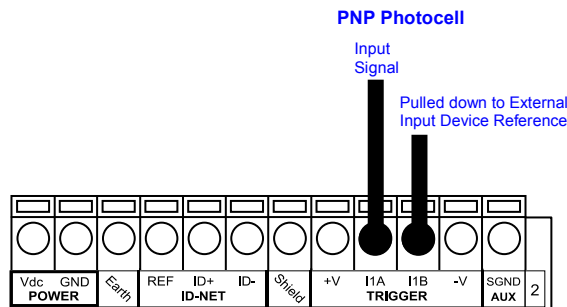 PNP Photocell
Input
Signal
Pulled down to External
Input Device Reference
Vdc GND Earth REF ID+ ID- Shield +V I1A I1B -V SGND 2
POWER ID-NET TRIGGER AUX